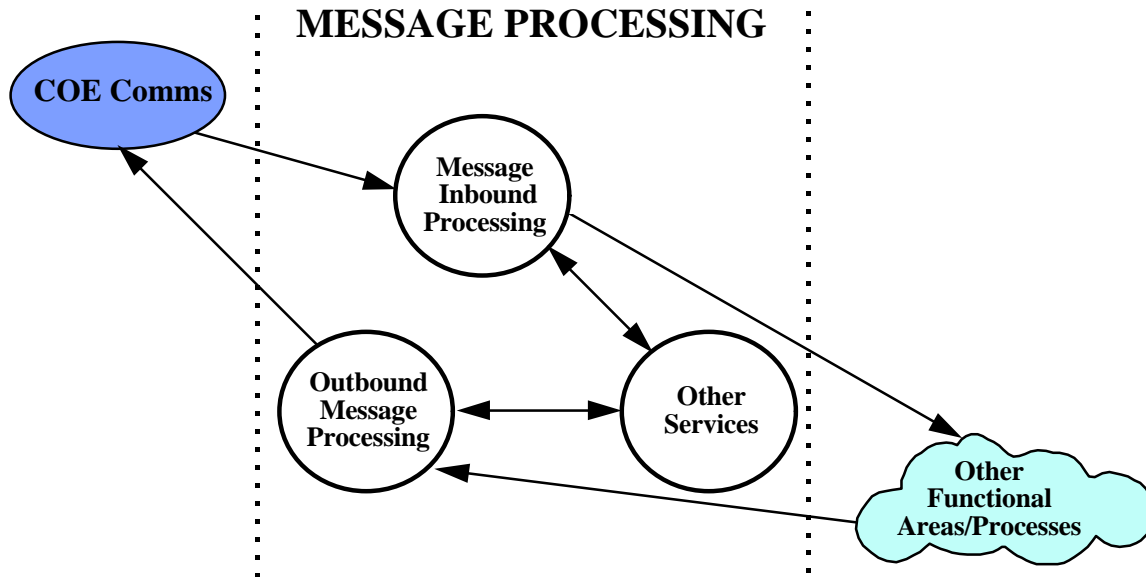 MESSAGE PROCESSING
COE Comms
Message
Inbound
Processing
Outbound
Message
Processing
Other
Services
Other
Functional
Areas/Processes